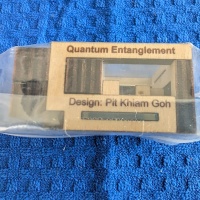 Quantum Entanglement
Design: Pit Khiam Goh